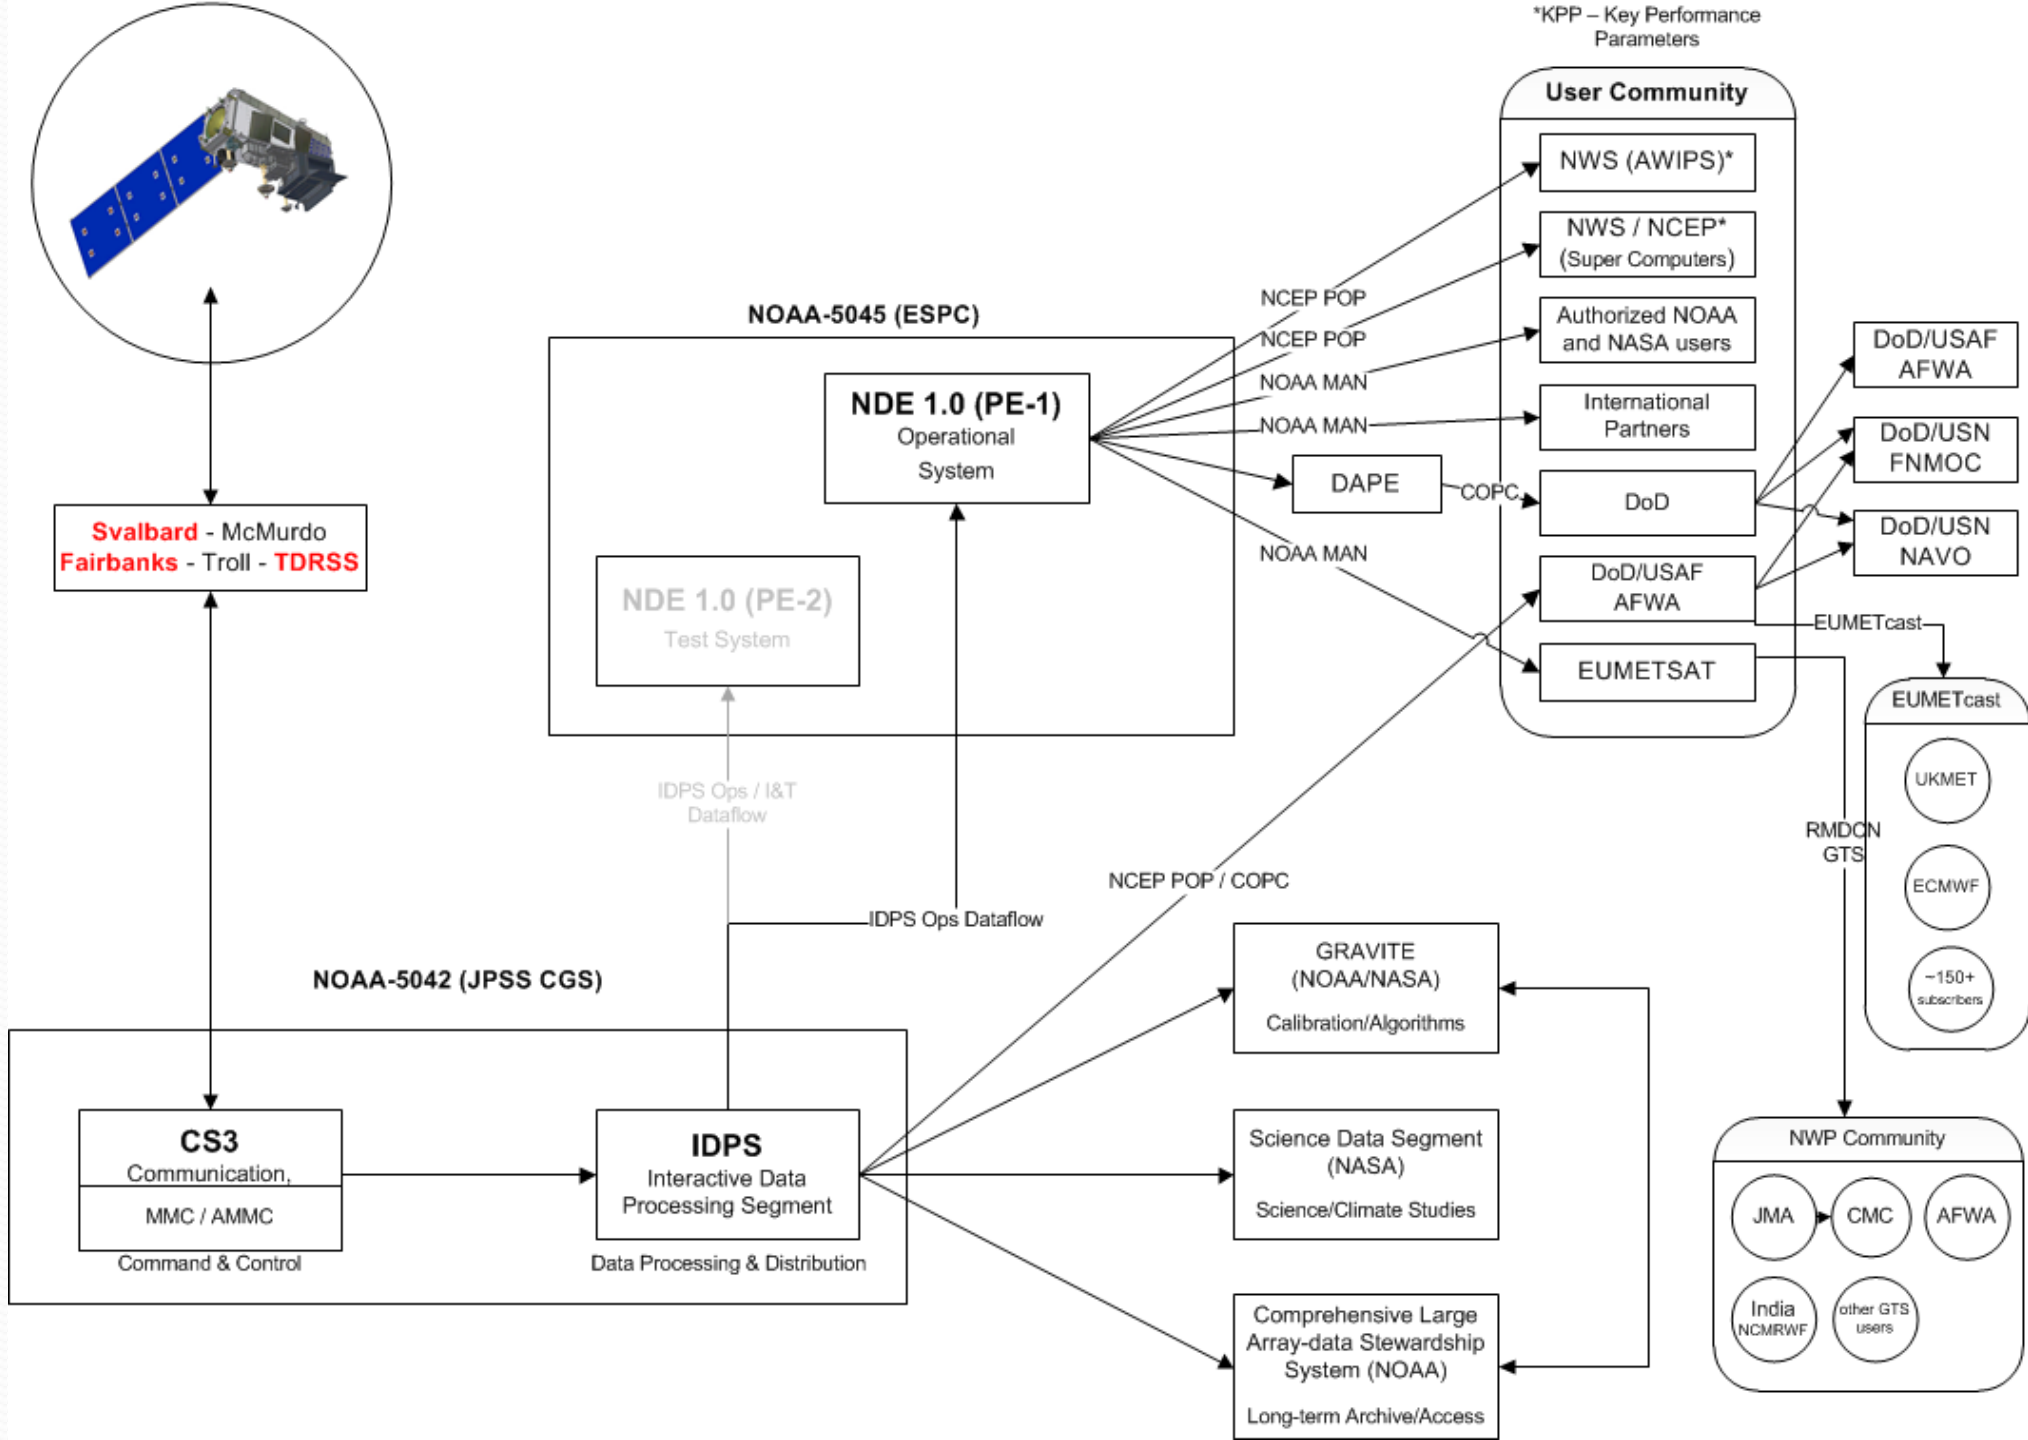 *KPP – Key Performance
Parameters
User Community
NWS (AWIPS)*
NWS / NCEP*
(Super Computers)
Authorized NOAA
and NASA users
International
Partners
DoD
DoD/USAF
AFWA
EUMETSAT
DoD/USAF
AFWA
DoD/USN
FNMOC
DoD/USN
NAVO
NCEP POP
NCEP POP
NOAA MAN
NOAA MAN
DAPE
COPC
NOAA MAN
NOAA-5045 (ESPC)
NDE 1.0 (PE-1)
Operational
System
NDE 1.0 (PE-2)
Test System
Svalbard - McMurdo
Fairbanks - Troll - TDRSS
IDPS Ops / I&T
Dataflow
IDPS Ops Dataflow
NCEP POP / COPC
EUMETcast
EUMETcast
UKMET
ECMWF
~150+
subscribers
RMDCN
GTS
NOAA-5042 (JPSS CGS)
CS3
Communication,
MMC / AMMC
Command & Control
IDPS
Interactive Data
Processing Segment
Data Processing & Distribution
GRAVITE
(NOAA/NASA)
Calibration/Algorithms
Science Data Segment
(NASA)
Science/Climate Studies
Comprehensive Large
Array-data Stewardship
System (NOAA)
Long-term Archive/Access
NWP Community
JMA
CMC
AFWA
India
NCMRWF
other GTS
users